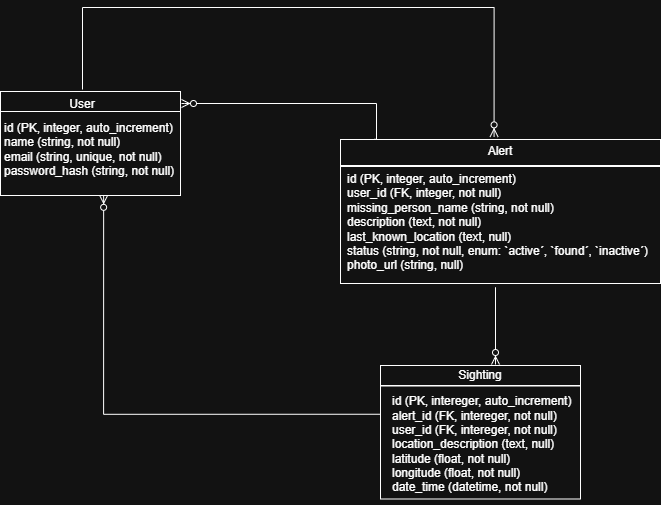 User
id (PK, integer, auto_increment)
name (string, not null)
email (string, unique, not null)
password_hash (string, not null)
Alert
id (PK, integer, auto_increment)
user_id (FK, integer, not null)
missing_person_name (string, not null)
description (text, not null)
last_known_location (text, null)
status (string, not null, enum: `active´, `found´, `inactive´)
photo_url (string, null)
Sighting
id (PK, intereger, auto_increment)
alert_id (FK, intereger, not null)
user_id (FK, intereger, not null)
location_description (text, null)
latitude (float, not null)
longitude (float, not null)
date_time (datetime, not null)